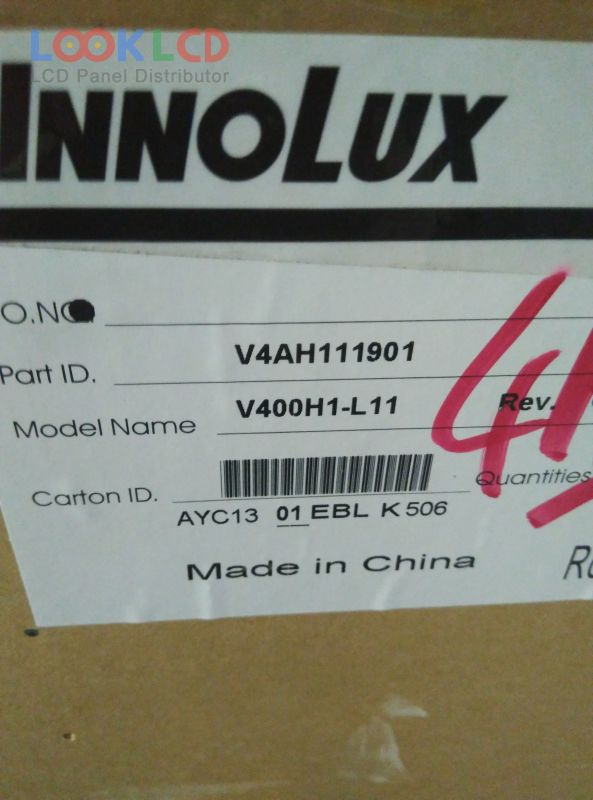 LOOKLCD
LCD Panel Distributor
INNOLUX
O.NO
Part ID. V4AH111901
Model Name V400H1-L11 Rev.
Carton ID. Quantities
AYC13 01 EBL K 506
Made in China